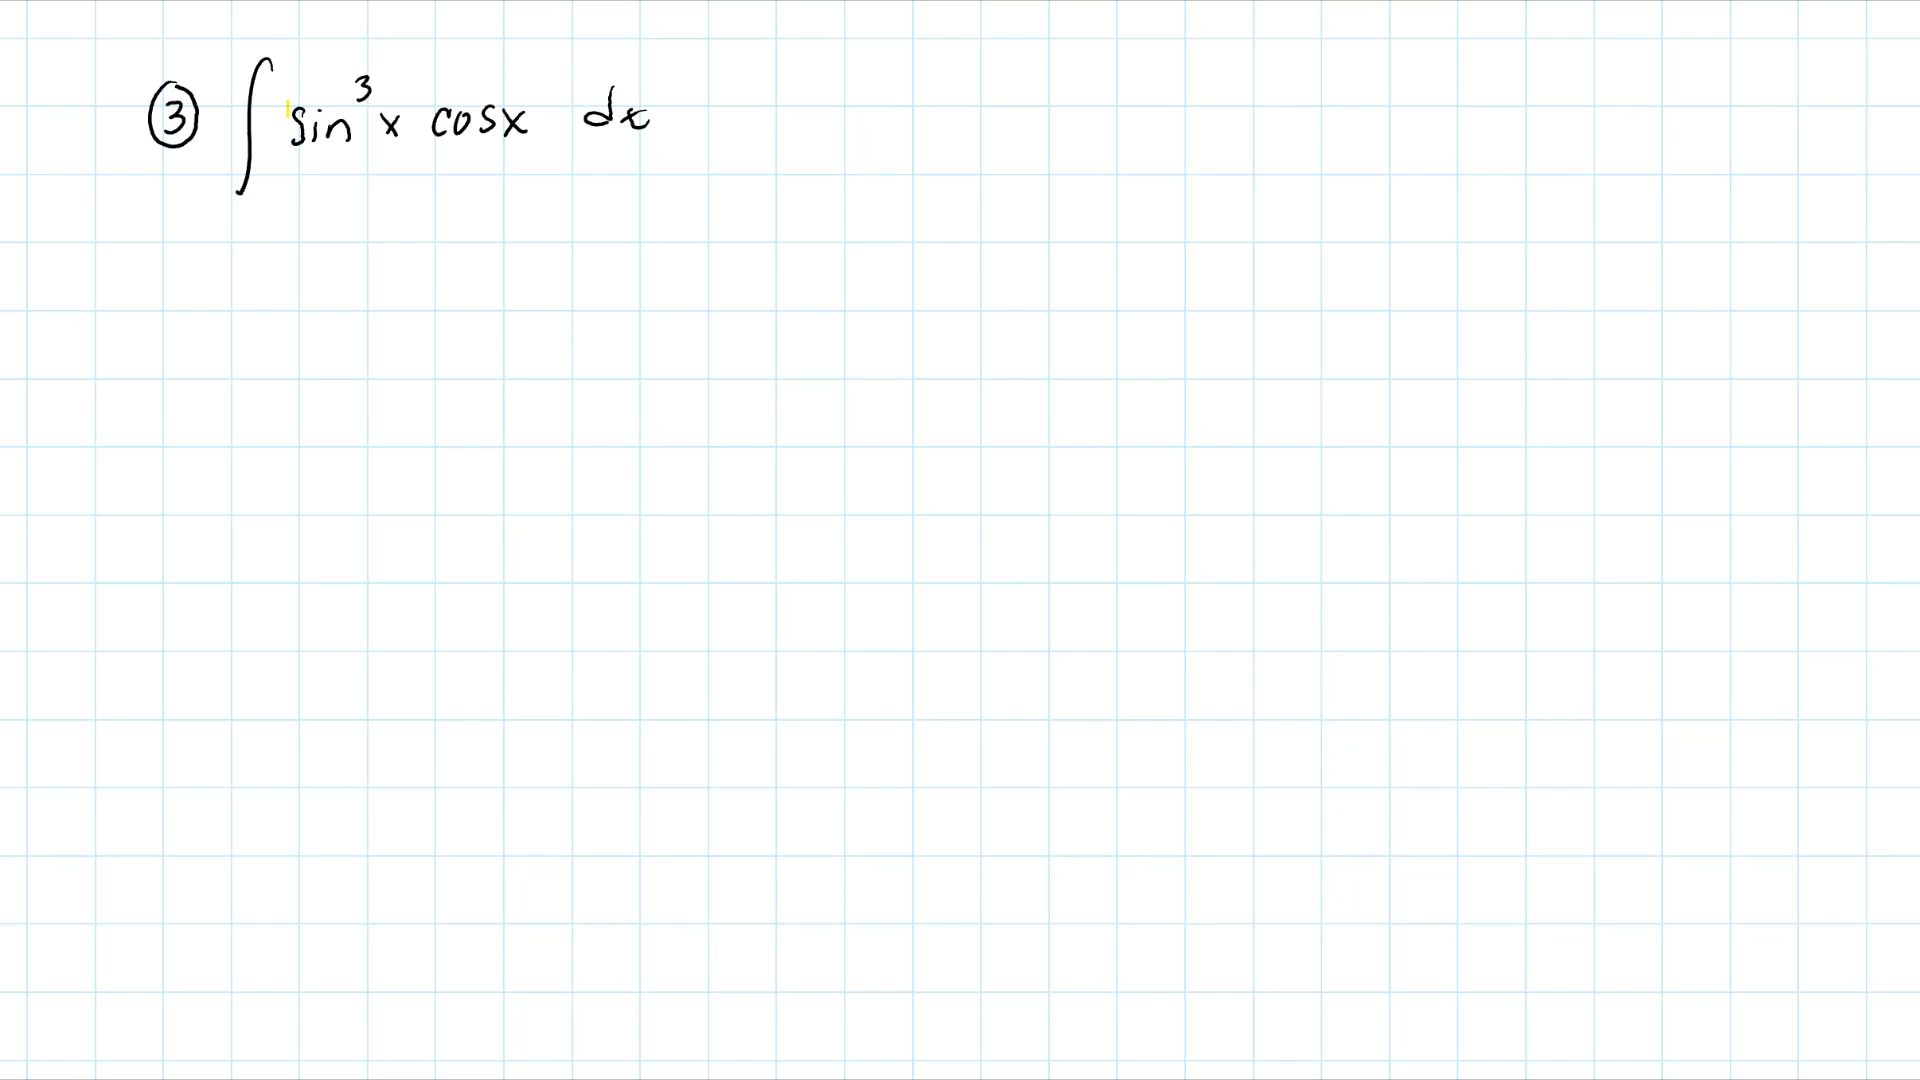 ③ ∫ sin³x cosx dx